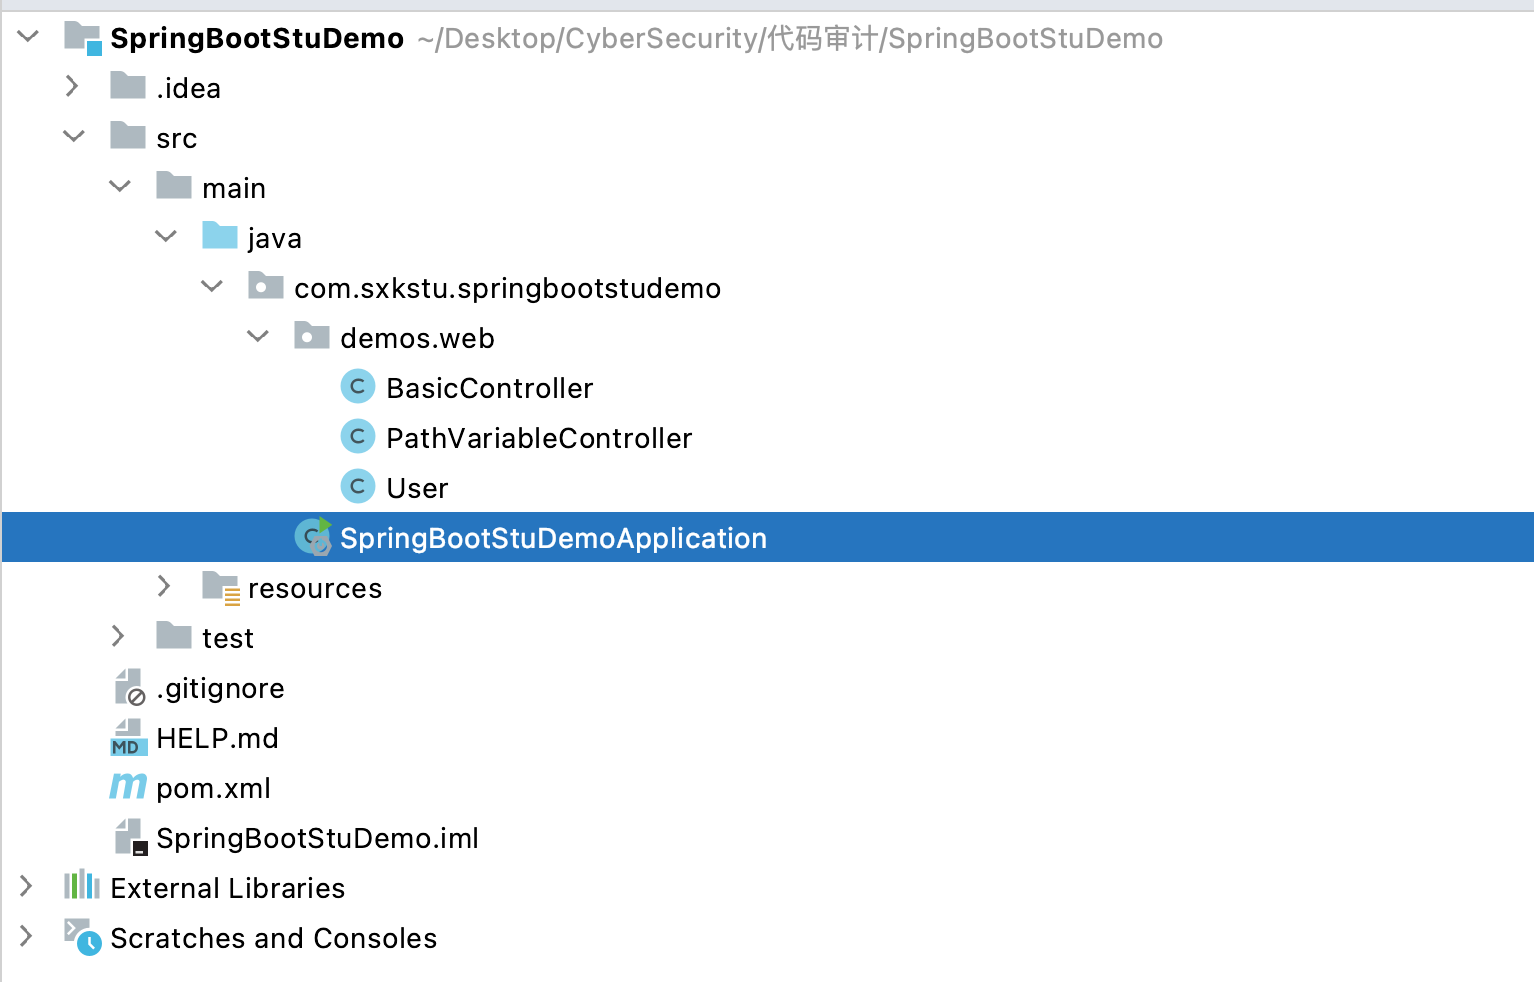 SpringBootStuDemo ~/Desktop/CyberSecurity/代码审计/SpringBootStuDemo
.idea
src
main
java
com.sxkstu.springbootstudemo
demos.web
C BasicController
C PathVariableController
C User
C SpringBootStuDemoApplication
resources
test
.gitignore
MD HELP.md
m pom.xml
SpringBootStuDemo.iml
External Libraries
Scratches and Consoles